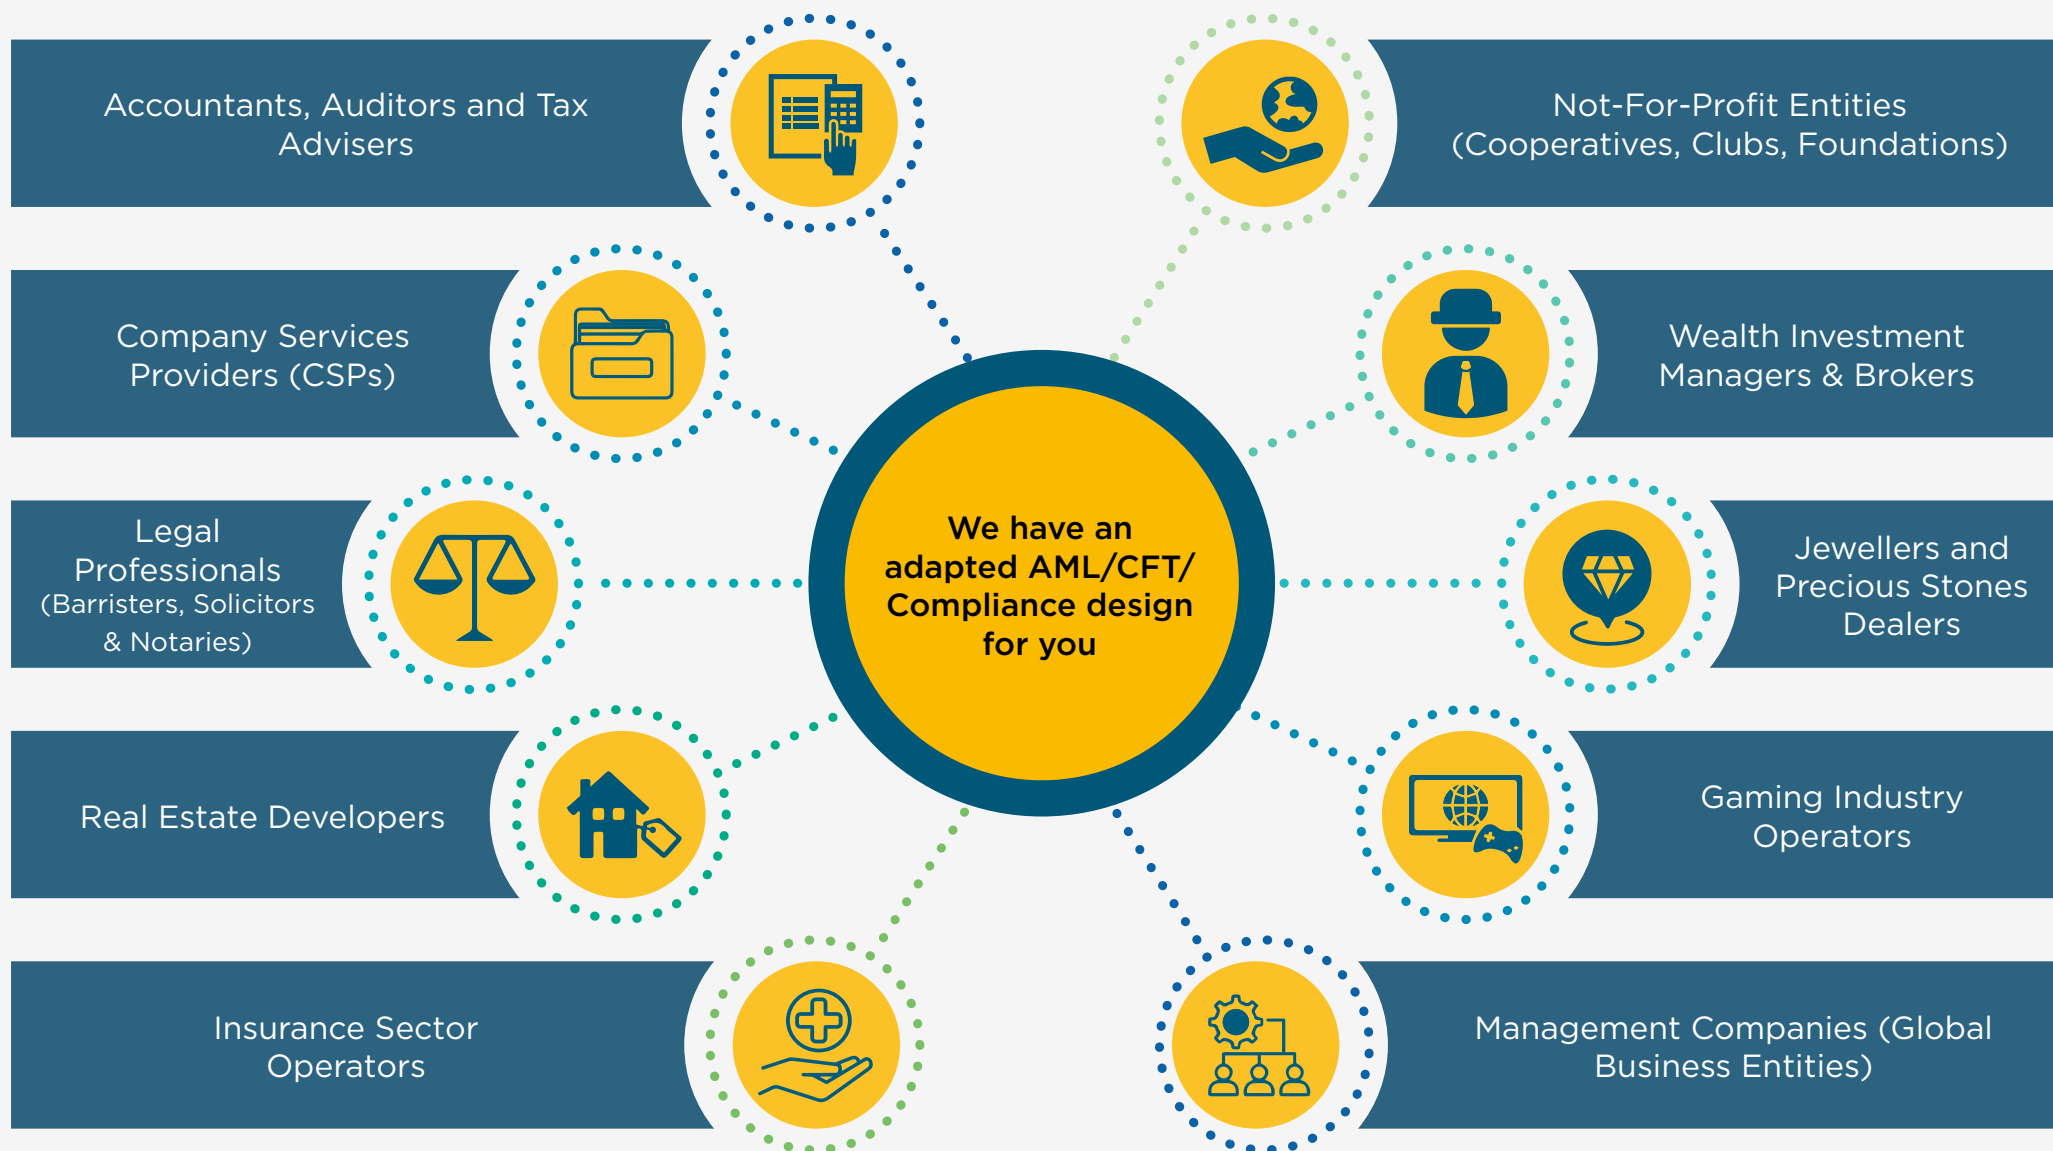 Accountants, Auditors and Tax
Advisers
Company Services
Providers (CSPs)
Legal
Professionals
(Barristers, Solicitors
& Notaries)
Real Estate Developers
Insurance Sector
Operators
We have an
adapted AML/CFT/
Compliance design
for you
Not-For-Profit Entities
(Cooperatives, Clubs, Foundations)
Wealth Investment
Managers & Brokers
Jewellers and
Precious Stones
Dealers
Gaming Industry
Operators
Management Companies (Global
Business Entities)